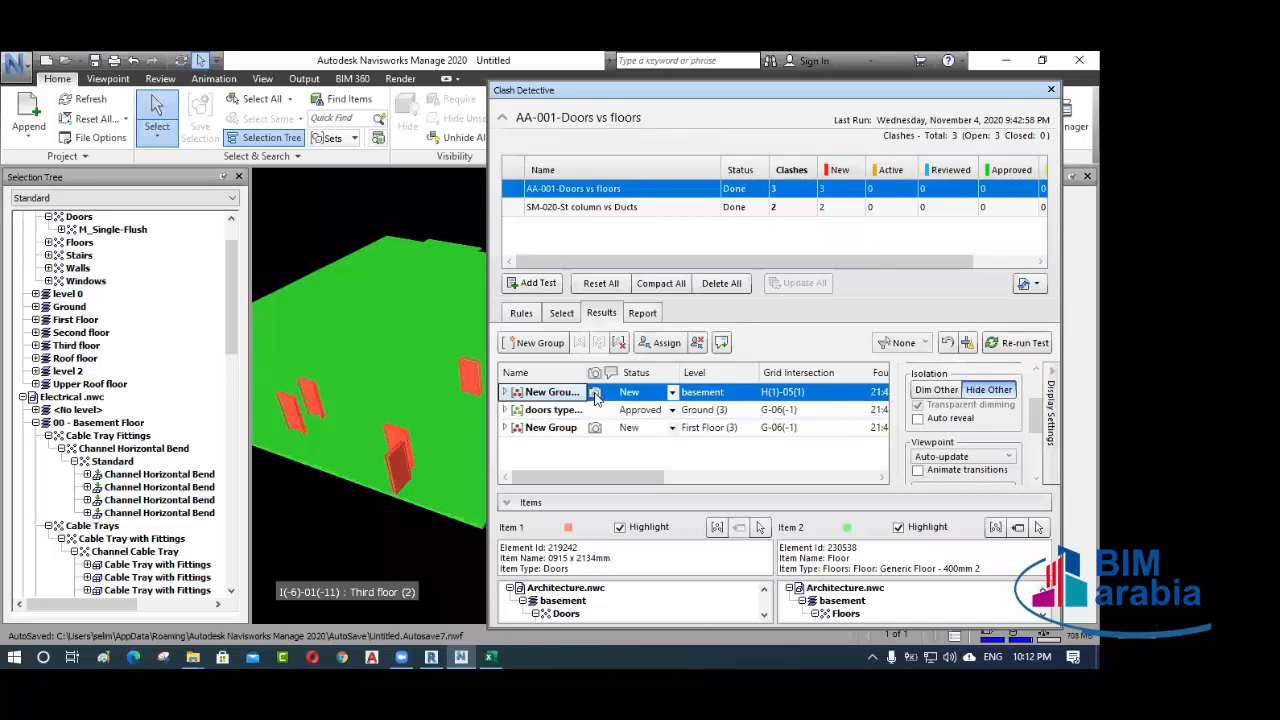 Autodesk Navisworks Manage 2020 Untitled
Type a keyword or phrase
Sign In
Home Viewpoint Review Animation View Output BIM 360 Render
Append
Refresh
Reset All...
File Options
Project
Select
Save Selection
Select All
Select Same
Selection Tree
Find Items
Quick Find
Sets
Select & Search
Hide
Require
Hide Unse
Unhide All
Visibility
Clash Detective
AA-001-Doors vs floors
Last Run: Wednesday, November 4, 2020 9:42:58 PM
Clashes - Total: 3 (Open: 3 Closed: 0)
Name Status Clashes New Active Reviewed Approved
AA-001-Doors vs floors Done 3 3 0 0 0 0
SM-020-St column vs Ducts Done 2 2 0 0 0 0
Add Test Reset All Compact All Delete All Update All
Rules Select Results Report
New Group Assign None Re-run Test
Name Status Level Grid Intersection Fou
New Grou... New basement H(1)-05(1) 21:4
doors type... Approved Ground (3) G-06(-1) 21:4
New Group New First Floor (3) G-06(-1) 21:4
Isolation
Dim Other Hide Other
Transparent dimming
Auto reveal
Viewpoint
Auto-update
Animate transitions
Display Settings
Items
Item 1 Highlight
Item 2 Highlight
Element Id: 219242
Item Name: 0915 x 2134mm
Item Type: Doors
Element Id: 230538
Item Name: Floor
Item Type: Floors: Floor: Generic Floor - 400mm 2
Architecture.nwc
basement
Doors
Architecture.nwc
basement
Floors
Selection Tree
Standard
Doors
M_Single-Flush
Floors
Stairs
Walls
Windows
level 0
Ground
First Floor
Second floor
Third floor
Roof floor
level 2
Upper Roof floor
Electrical .nwc
<No level>
00 - Basement Floor
Cable Tray Fittings
Channel Horizontal Bend
Standard
Channel Horizontal Bend
Channel Horizontal Bend
Channel Horizontal Bend
Channel Horizontal Bend
Cable Trays
Cable Tray with Fittings
Channel Cable Tray
Cable Tray with Fittings
Cable Tray with Fittings
Cable Tray with Fittings
I(-6)-01(-11) : Third floor (2)
BIM
arabia
AutoSaved: C:\Users\selm\AppData\Roaming\Autodesk Navisworks Manage 2020\AutoSave\Untitled.Autosave7.nwf
1 of 1
708 MB
ENG 10:12 PM